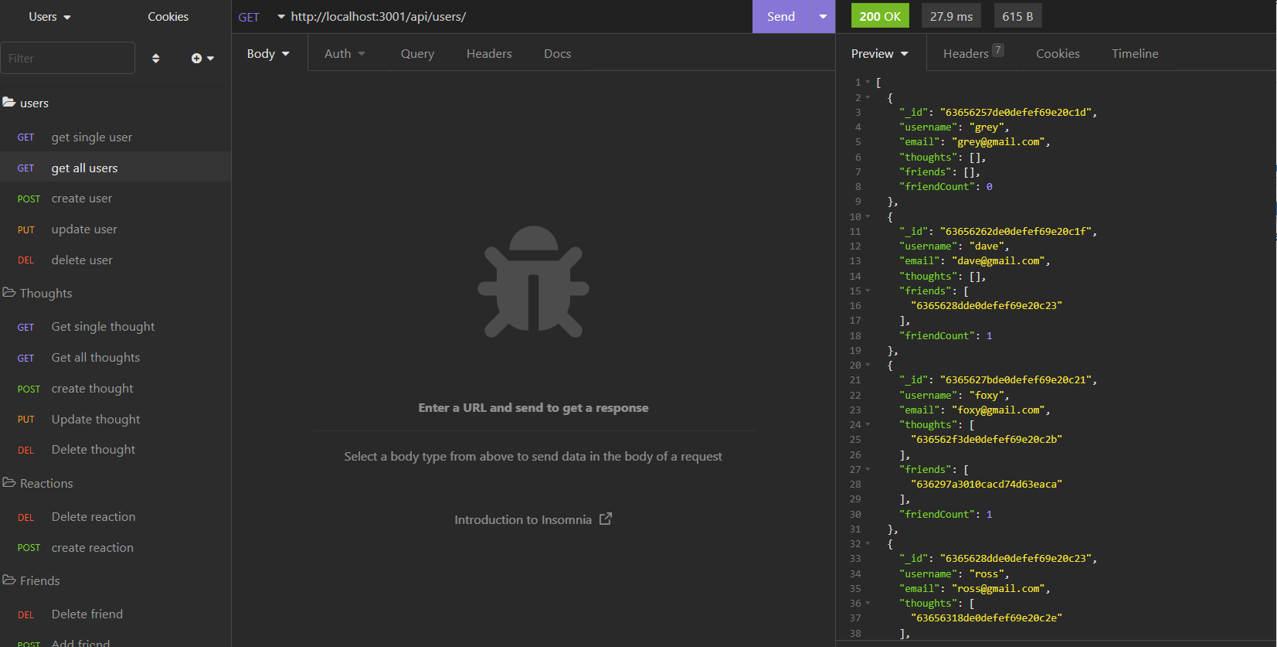 Users
Cookies
GET http://localhost:3001/api/users/
Send
200 OK 27.9 ms 615 B
Filter
Body Auth Query Headers Docs
Preview Headers 7 Cookies Timeline
users
GET get single user
GET get all users
POST create user
PUT update user
DEL delete user
Thoughts
GET Get single thought
GET Get all thoughts
POST create thought
PUT Update thought
DEL Delete thought
Reactions
DEL Delete reaction
POST create reaction
Friends
DEL Delete friend
POST Add friend
Enter a URL and send to get a response
Select a body type from above to send data in the body of a request
Introduction to Insomnia
1 [
2 {
3 "_id": "63656257de0defef69e20c1d",
4 "username": "grey",
5 "email": "grey@gmail.com",
6 "thoughts": [],
7 "friends": [],
8 "friendCount": 0
9 },
10 {
11 "_id": "63656262de0defef69e20c1f",
12 "username": "dave",
13 "email": "dave@gmail.com",
14 "thoughts": [],
15 "friends": [
16 "6365628dde0defef69e20c23"
17 ],
18 "friendCount": 1
19 },
20 {
21 "_id": "6365627bde0defef69e20c21",
22 "username": "foxy",
23 "email": "foxy@gmail.com",
24 "thoughts": [
25 "636562f3de0defef69e20c2b"
26 ],
27 "friends": [
28 "636297a3010cacd74d63eaca"
29 ],
30 "friendCount": 1
31 },
32 {
33 "_id": "6365628dde0defef69e20c23",
34 "username": "ross",
35 "email": "ross@gmail.com",
36 "thoughts": [
37 "63656318de0defef69e20c2e"
38 ],